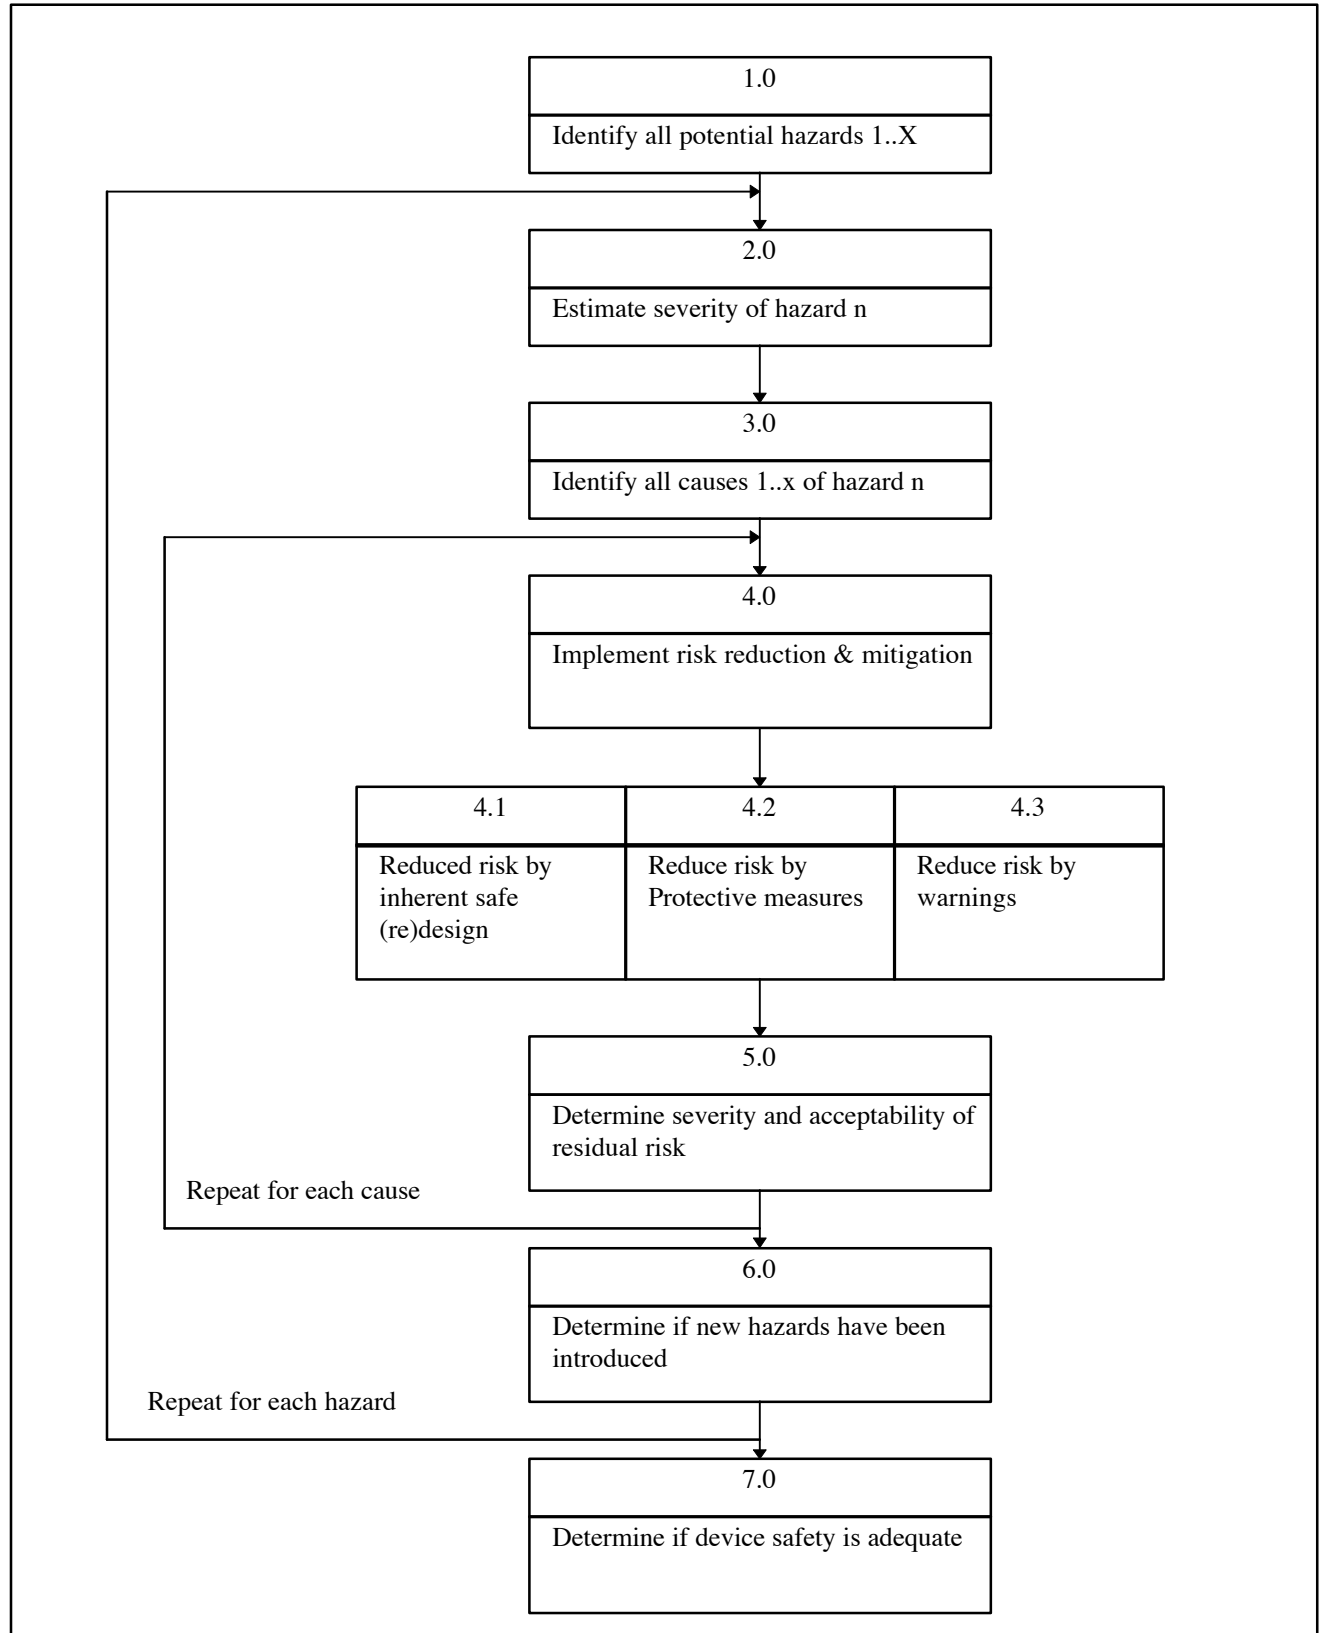 1.0
Identify all potential hazards 1..X
2.0
Estimate severity of hazard n
3.0
Identify all causes 1..x of hazard n
4.0
Implement risk reduction & mitigation
4.1
Reduced risk by
inherent safe
(re)design
4.2
Reduce risk by
Protective measures
4.3
Reduce risk by
warnings
5.0
Determine severity and acceptability of
residual risk
Repeat for each cause
6.0
Determine if new hazards have been
introduced
Repeat for each hazard
7.0
Determine if device safety is adequate